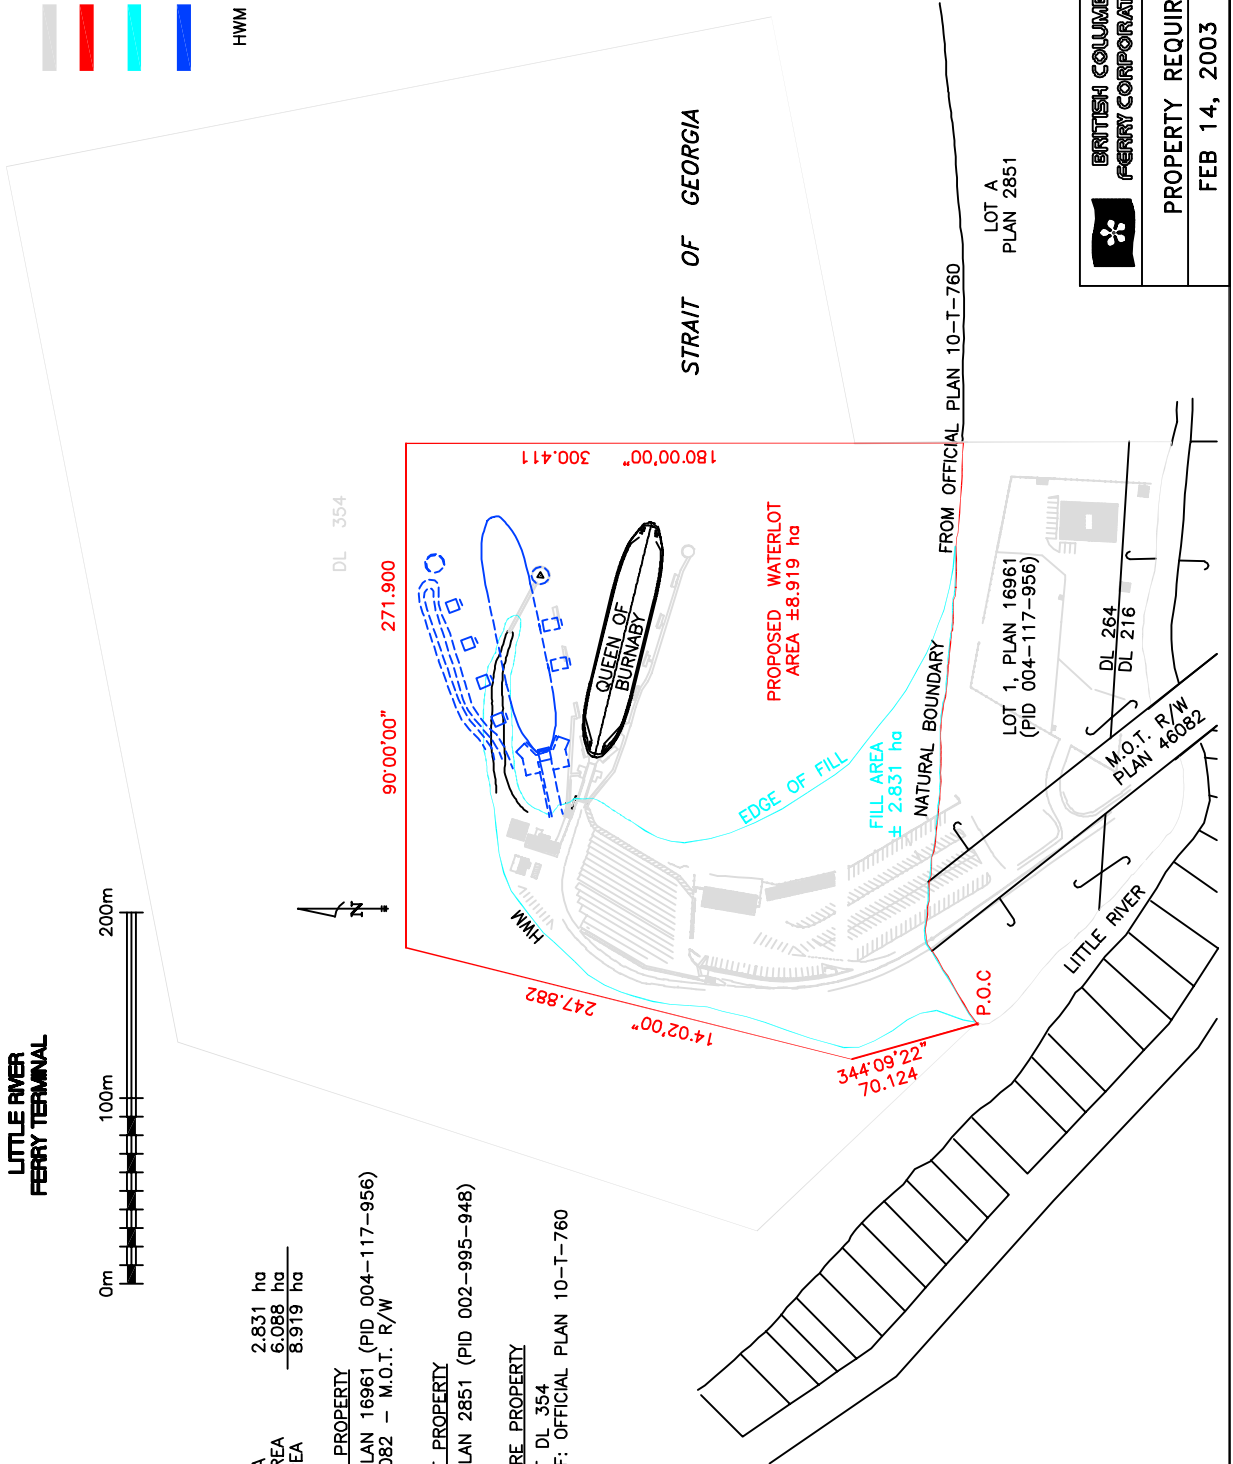 LITTLE RIVER
FERRY TERMINAL
0m 100m 200m
HWM
2.831 ha
6.088 ha
8.919 ha
PROPERTY
LAN 16961 (PID 004-117-956)
082 - M.O.T. R/W
PROPERTY
LAN 2851 (PID 002-995-948)
RE PROPERTY
DL 354
F: OFFICIAL PLAN 10-T-760
N
DL 354
90°00'00" 271.900
180°00'00" 300.411
14°02'00" 247.882
344°09'22"
70.124
P.O.C
HWM
QUEEN OF
BURNABY
STRAIT OF GEORGIA
PROPOSED WATERLOT
AREA ±8.919 ha
EDGE OF FILL
FILL AREA
± 2.831 ha
NATURAL BOUNDARY FROM OFFICIAL PLAN 10-T-760
LOT A
PLAN 2851
LOT 1, PLAN 16961
(PID 004-117-956)
DL 264
DL 216
M.O.T. R/W
PLAN 46082
LITTLE RIVER
BRITISH COLUMB
FERRY CORPORAT
PROPERTY REQUIR
FEB 14, 2003